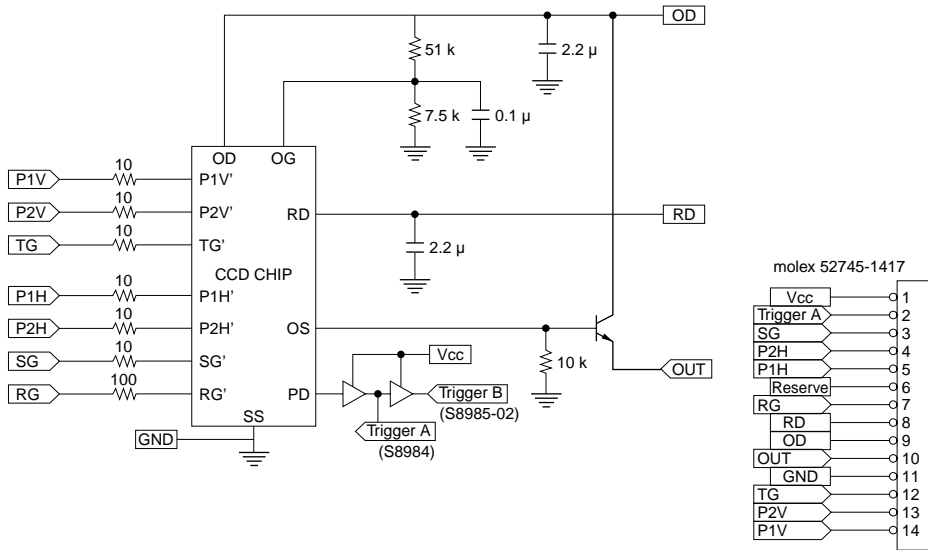 OD
51 k
2.2 µ
7.5 k
0.1 µ
OD OG
P1V 10 P1V'
P2V 10 P2V'
RD RD
TG 10 TG'
2.2 µ
CCD CHIP
P1H 10 P1H'
P2H 10 P2H'
OS
SG 10 SG'
Vcc
10 k
OUT
RG 100 RG'
PD
Trigger B
(S8985-02)
SS
GND
Trigger A
(S8984)
molex 52745-1417
Vcc 1
Trigger A 2
SG 3
P2H 4
P1H 5
Reserve 6
RG 7
RD 8
OD 9
OUT 10
GND 11
TG 12
P2V 13
P1V 14